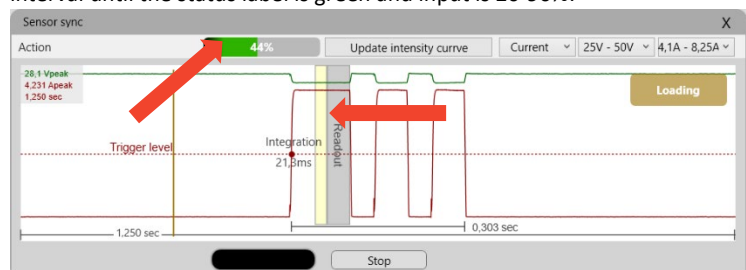 Sensor sync X
Action 44% Update intensity currve Current 25V - 50V 4,1A - 8,25A
28,1 Vpeak
4,231 Apeak
1,250 sec
Loading
Trigger level
Integration
21,3ms
Readout
1,250 sec
0,303 sec
Stop